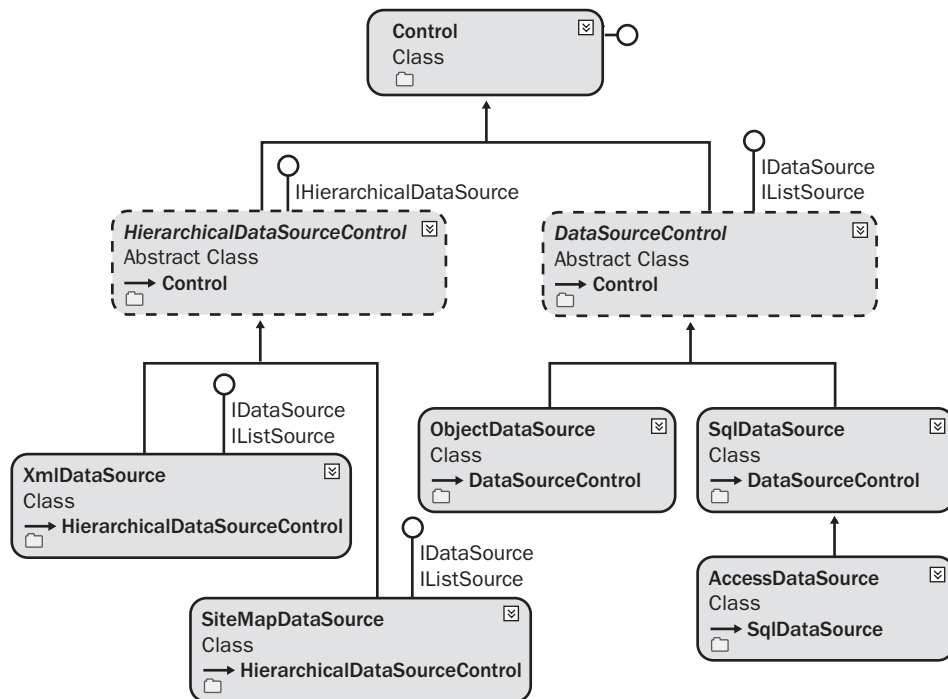 Control
Class
IHierarchicalDataSource
IDataSource
IListSource
HierarchicalDataSourceControl
Abstract Class
Control
DataSourceControl
Abstract Class
Control
IDataSource
IListSource
XmlDataSource
Class
HierarchicalDataSourceControl
IDataSource
IListSource
SiteMapDataSource
Class
HierarchicalDataSourceControl
ObjectDataSource
Class
DataSourceControl
SqlDataSource
Class
DataSourceControl
AccessDataSource
Class
SqlDataSource